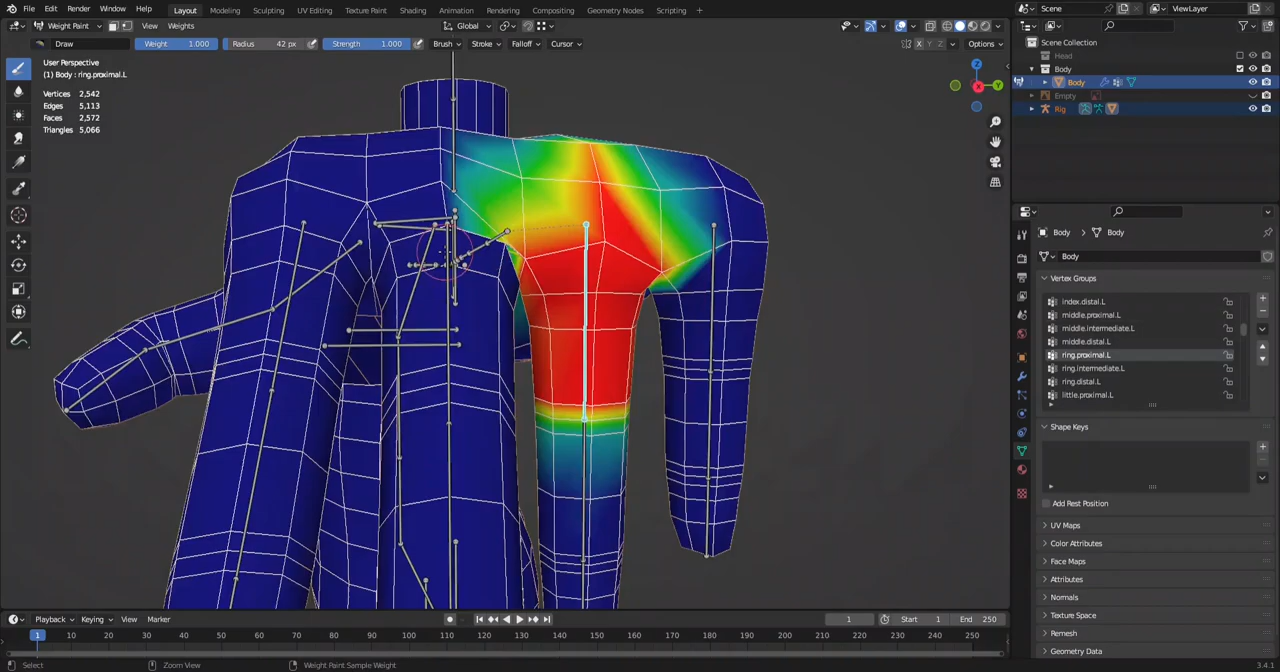 File Edit Render Window Help Layout Modeling Sculpting UV Editing Texture Paint Shading Animation Rendering Compositing Geometry Nodes Scripting + Scene ViewLayer
Weight Paint View Weights Global
Draw Weight 1.000 Radius 42 px Strength 1.000 Brush Stroke Falloff Cursor X Y Z Options
User Perspective
(1) Body : ring.proximal.L
Vertices 2,542
Edges 5,113
Faces 2,572
Triangles 5,066
Z
Y
X
Scene Collection
Head
Body
Body
Empty
Rig
Body Body
Body
Vertex Groups
index.distal.L
middle.proximal.L
middle.intermediate.L
middle.distal.L
ring.proximal.L
ring.intermediate.L
ring.distal.L
little.proximal.L
Shape Keys
Add Rest Position
UV Maps
Color Attributes
Face Maps
Attributes
Normals
Texture Space
Remesh
Geometry Data
Playback Keying View Marker 1 Start 1 End 250
1 10 20 30 40 50 60 70 80 90 100 110 120 130 140 150 160 170 180 190 200 210 220 230 240 250
Select Zoom View Weight Paint Sample Weight 3.4.1